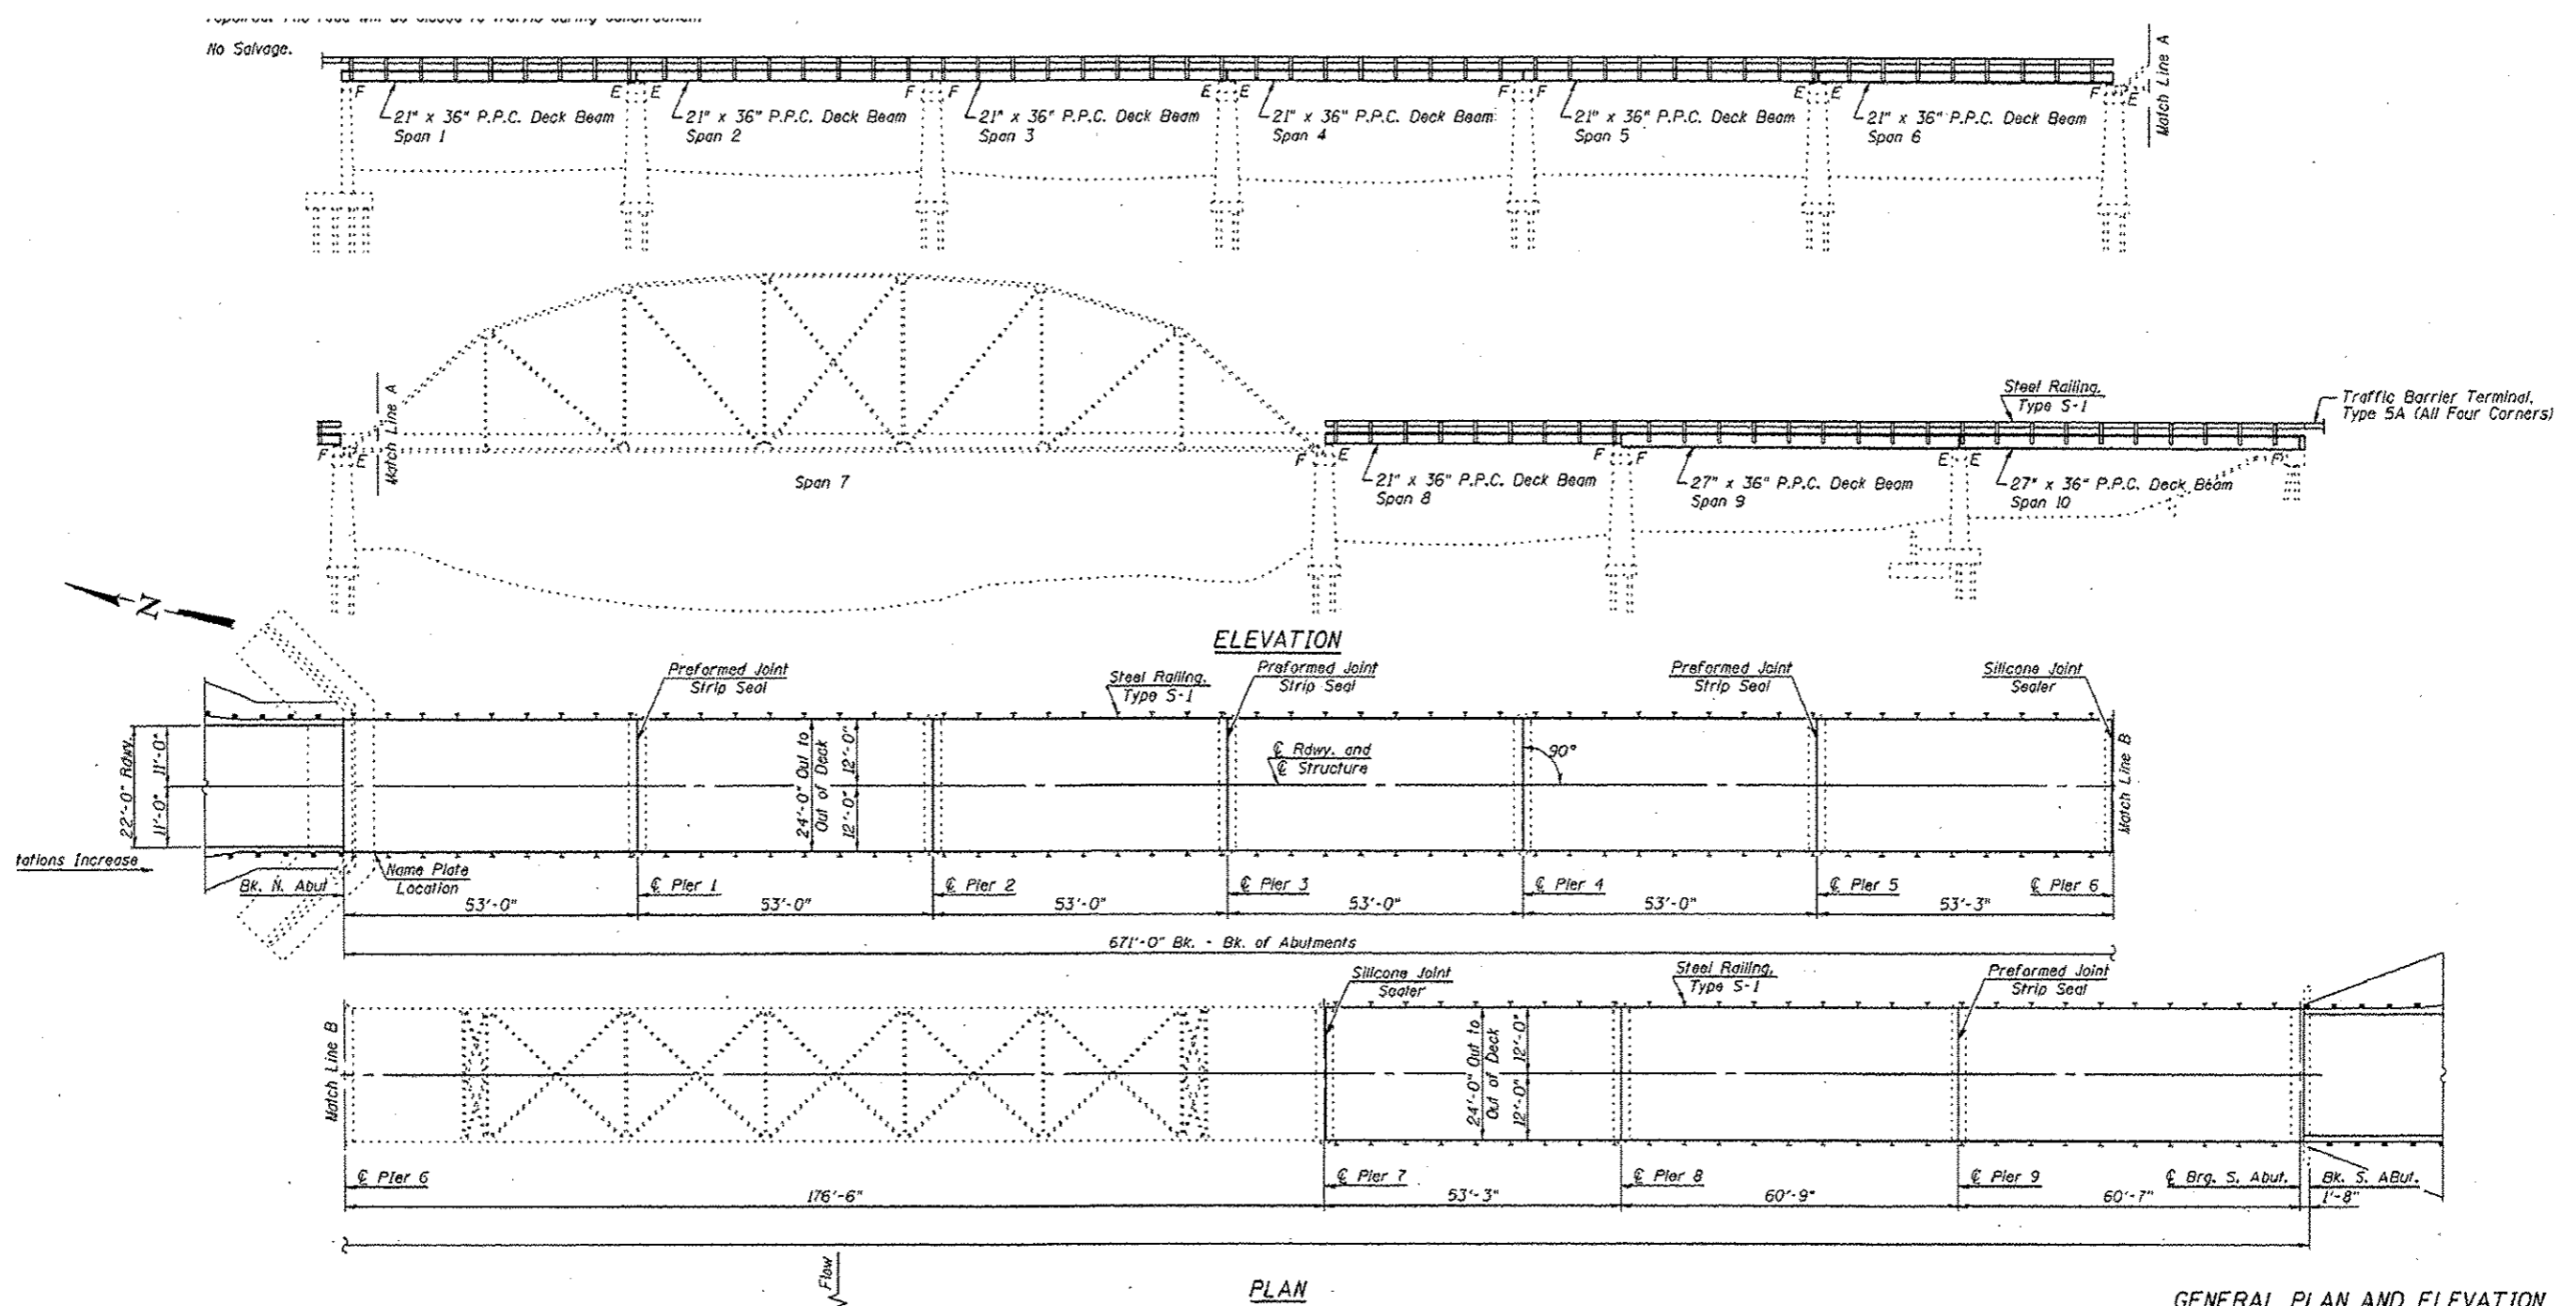 No Salvage.
Match Line A
F
E
E
F
F
E
E
F
F
E
E
F
E
21" x 36" P.P.C. Deck Beam
Span 1
21" x 36" P.P.C. Deck Beam
Span 2
21" x 36" P.P.C. Deck Beam
Span 3
21" x 36" P.P.C. Deck Beam
Span 4
21" x 36" P.P.C. Deck Beam
Span 5
21" x 36" P.P.C. Deck Beam
Span 6
Match Line A
F
E
Span 7
F
E
F
F
E
E
F
Steel Railing,
Type S-1
Traffic Barrier Terminal,
Type 5A (All Four Corners)
21" x 36" P.P.C. Deck Beam
Span 8
27" x 36" P.P.C. Deck Beam
Span 9
27" x 36" P.P.C. Deck Beam
Span 10
N
ELEVATION
Preformed Joint
Strip Seal
Steel Railing,
Type S-1
Preformed Joint
Strip Seal
Preformed Joint
Strip Seal
Silicone Joint
Sealer
22'-0" Rdwy.
11'-0"
11'-0"
24'-0" Out to
Out of Deck
12'-0"
12'-0"
℄ Rdwy. and
℄ Structure
90°
Match Line B
tations Increase
Bk. N. Abut
Name Plate
Location
℄ Pier 1
℄ Pier 2
℄ Pier 3
℄ Pier 4
℄ Pier 5
℄ Pier 6
53'-0"
53'-0"
53'-0"
53'-0"
53'-0"
53'-3"
671'-0" Bk. - Bk. of Abutments
Silicone Joint
Sealer
Steel Railing,
Type S-1
Preformed Joint
Strip Seal
Match Line B
24'-0" Out to
Out of Deck
12'-0"
12'-0"
℄ Pier 6
℄ Pier 7
℄ Pier 8
℄ Pier 9
℄ Brg. S. Abut.
Bk. S. ABut.
176'-6"
53'-3"
60'-9"
60'-7"
1'-8"
Flow
PLAN
GENERAL PLAN AND ELEVATION